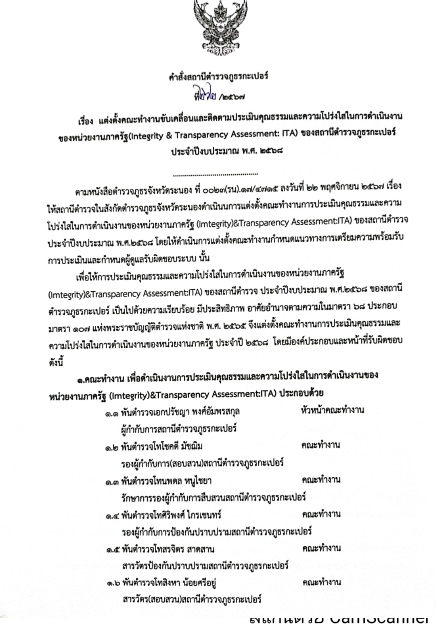 คำสั่งสถานีตำรวจภูธรกะเปอร์
ที่ /๒๕๖๗
เรื่อง แต่งตั้งคณะทำงานขับเคลื่อนและติดตามประเมินคุณธรรมและความโปร่งใสในการดำเนินงาน
ของหน่วยงานภาครัฐ(Integrity & Transparency Assessment: ITA) ของสถานีตำรวจภูธรกะเปอร์
ประจำปีงบประมาณ พ.ศ. ๒๕๖๘
ตามหนังสือตำรวจภูธรจังหวัดระนอง ที่ ๐๐๒๗(รน).๑๗/๔๗๑๕ ลงวันที่ ๒๒ พฤศจิกายน ๒๕๖๗ เรื่อง
ให้สถานีตำรวจในสังกัดตำรวจภูธรจังหวัดระนองดำเนินการแต่งตั้งคณะทำงานการประเมินคุณธรรมและความ
โปร่งใสในการดำเนินงานของหน่วยงานภาครัฐ (Imtegrity)&Transparency Assessment:ITA) ของสถานีตำรวจ
ประจำปีงบประมาณ พ.ศ.๒๕๖๘ โดยให้ดำเนินการแต่งตั้งคณะทำงานกำหนดแนวทางการเตรียมความพร้อมรับ
การประเมินและกำหนดผู้ดูแลรับผิดชอบระบบ นั้น
เพื่อให้การประเมินคุณธรรมและความโปร่งใสในการดำเนินงานของหน่วยงานภาครัฐ
(Imtegrity)&Transparency Assessment:ITA) ของสถานีตำรวจ ประจำปีงบประมาณ พ.ศ.๒๕๖๘ ของสถานี
ตำรวจภูธรกะเปอร์ เป็นไปด้วยความเรียบร้อย มีประสิทธิภาพ อาศัยอำนาจตามความในมาตรา ๖๘ ประกอบ
มาตรา ๑๐๗ แห่งพระราชบัญญัติตำรวจแห่งชาติ พ.ศ. ๒๕๖๕ จึงแต่งตั้งคณะทำงานการประเมินคุณธรรมและ
ความโปร่งใสในการดำเนินงานของหน่วยงานภาครัฐ ประจำปี ๒๕๖๘ โดยมีองค์ประกอบและหน้าที่รับผิดชอบ
ดังนี้
๑.คณะทำงาน เพื่อดำเนินการประเมินคุณธรรมและความโปร่งใสในการดำเนินงานของ
หน่วยงานภาครัฐ (Imtegrity)&Transparency Assessment:ITA) ประกอบด้วย
๑.๑ พันตำรวจเอกปรัชญา พงศ์อัมพรสกุล หัวหน้าคณะทำงาน
ผู้กำกับการสถานีตำรวจภูธรกะเปอร์
๑.๒ พันตำรวจโทโชคดี มัชฌิม คณะทำงาน
รองผู้กำกับการ(สอบสวน)สถานีตำรวจภูธรกะเปอร์
๑.๓ พันตำรวจโทนพดล หนูไชยา คณะทำงาน
รักษาการรองผู้กำกับการสืบสวนสถานีตำรวจภูธรกะเปอร์
๑.๔ พันตำรวจโทศิริพงศ์ ไกรเชนทร์ คณะทำงาน
รองผู้กำกับการป้องกันปราบปรามสถานีตำรวจภูธรกะเปอร์
๑.๕ พันตำรวจโทสรจิตร สาดสาน คณะทำงาน
สารวัตรป้องกันปราบปรามสถานีตำรวจภูธรกะเปอร์
๑.๖ พันตำรวจโทสิงหา น้อยศรีอยู่ คณะทำงาน
สารวัตร(สอบสวน)สถานีตำรวจภูธรกะเปอร์
สแกนด้วย CamScanner